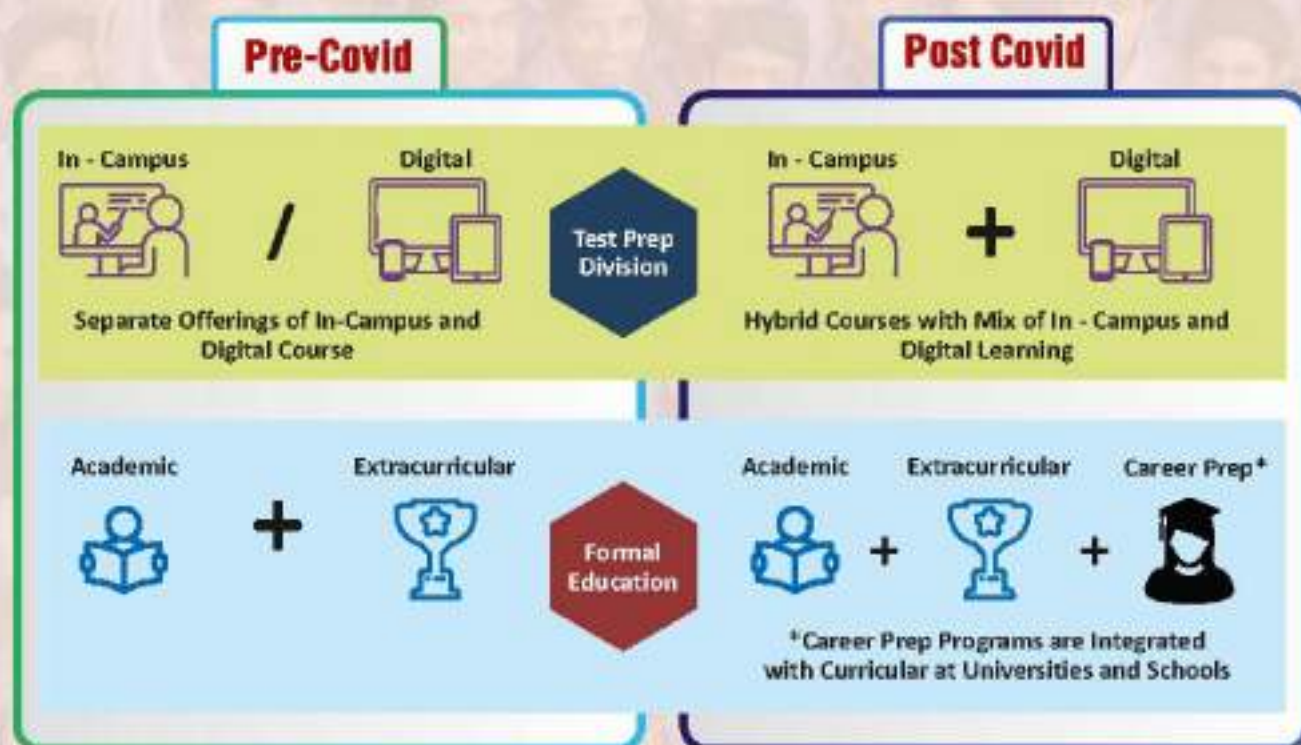 Pre-Covid
Post Covid
In - Campus
/
Digital
Separate Offerings of In-Campus and
Digital Course
Test Prep
Division
In - Campus
+
Digital
Hybrid Courses with Mix of In - Campus and
Digital Learning
Academic
+
Extracurricular
Formal
Education
Academic
+
Extracurricular
+
Career Prep*
*Career Prep Programs are Integrated
with Curricular at Universities and Schools